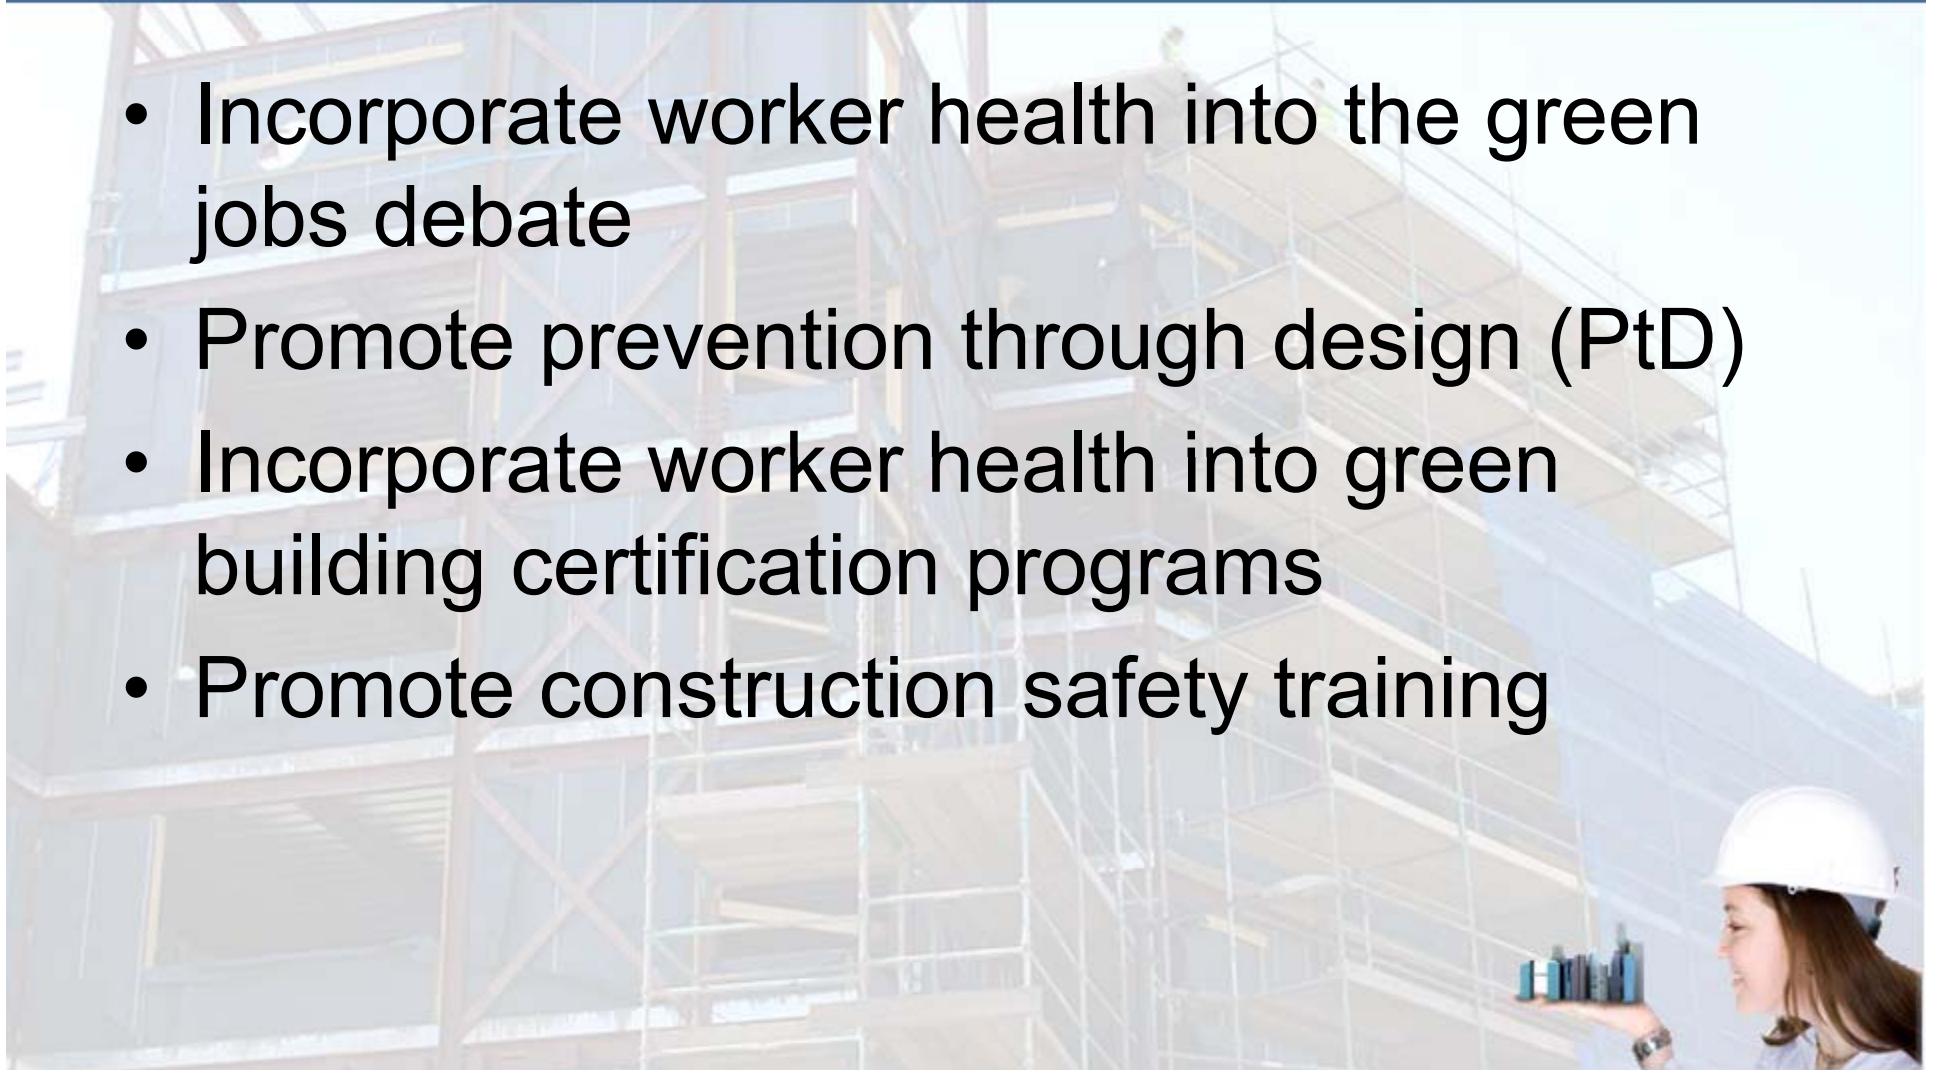 • Incorporate worker health into the green
jobs debate
• Promote prevention through design (PtD)
• Incorporate worker health into green
building certification programs
• Promote construction safety training